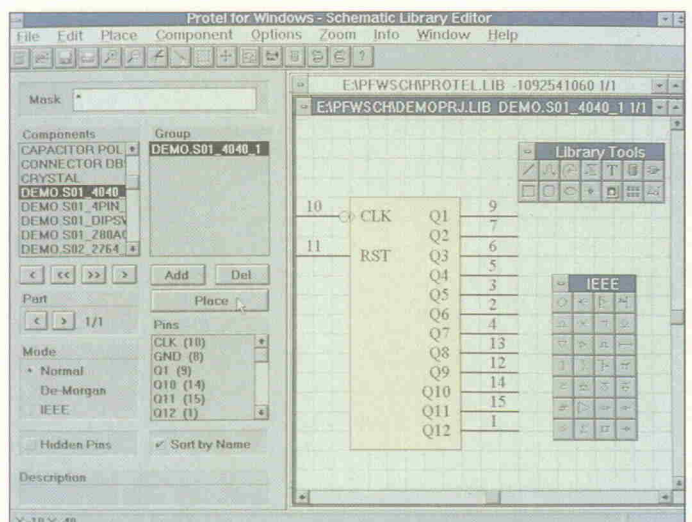 Protel for Windows - Schematic Library Editor
File Edit Place Component Options Zoom Info Window Help
Mask *
Components
CAPACITOR POL
CONNECTOR DB
CRYSTAL
DEMO.S01_4040
DEMO.S01_4PIN_
DEMO.S01_DIPSV
DEMO.S01_Z80A
DEMO.S02_2764_
Group
DEMO.S01_4040_1
< << >> >
Add Del
Place
Part
< > 1/1
Pins
CLK (10)
GND (8)
Q1 (9)
Q10 (14)
Q11 (15)
Q12 (1)
Mode
Normal
De-Morgan
IEEE
Hidden Pins
Sort by Name
Description
E:\PFWSCH\PROTEL.LIB -1092541060 1/1
E:\PFWSCH\DEMOPRJ.LIB DEMO.S01_4040_1 1/1
Library Tools
T
10 CLK Q1 9
Q2 7
11 RST Q3 6
Q4 5
Q5 3
Q6 2
Q7 4
Q8 13
Q9 12
Q10 14
Q11 15
Q12 1
IEEE